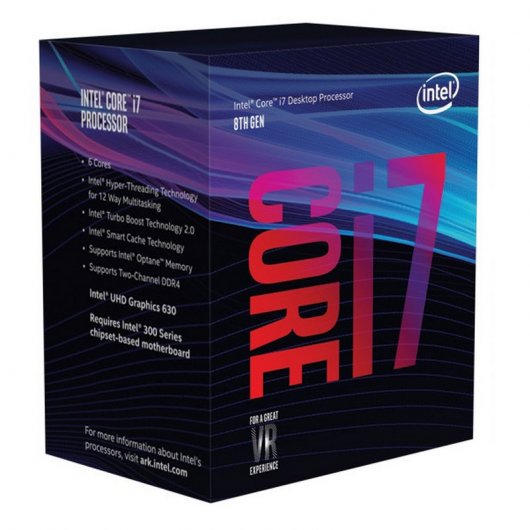 INTEL® CORE™ i7
PROCESSOR
• 6 Cores
• Intel® Hyper-Threading Technology
for 12 Way Multitasking
• Intel® Turbo Boost Technology 2.0
• Intel® Smart Cache Technology
• Supports Intel® Optane™ Memory
• Supports Two-Channel DDR4
Intel® UHD Graphics 630
Requires Intel® 300 Series
chipset-based motherboard
For more information about Intel's
processors, visit ark.intel.com
Intel® Core™ i7 Desktop Processor
8TH GEN
intel®
CORE
i7
FOR A GREAT
VR
EXPERIENCE